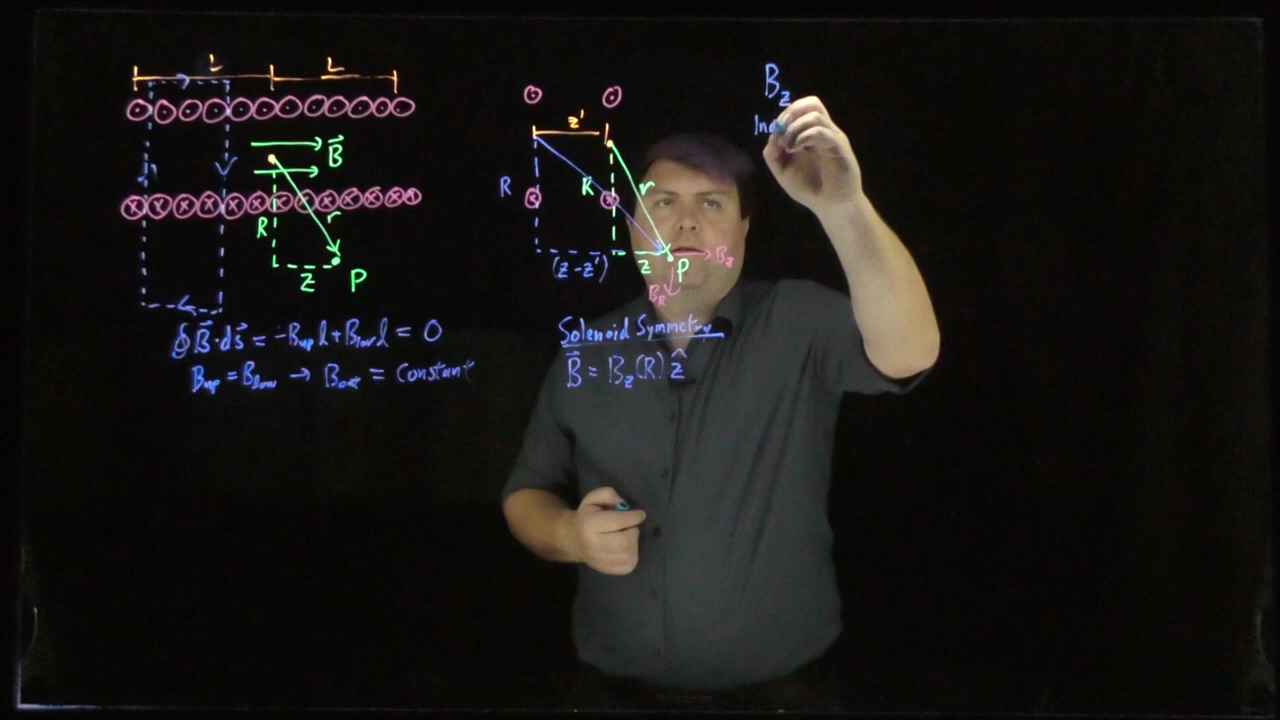 L L
B⃗
R r
z P
∮B⃗·ds⃗ = -B_up l + B_low l = 0
B_up = B_low → B_out = Constant
z'
R R r
(z-z') z P B_z
B_R
Solenoid Symmetry
B⃗ = B_z(R) ẑ
B_z